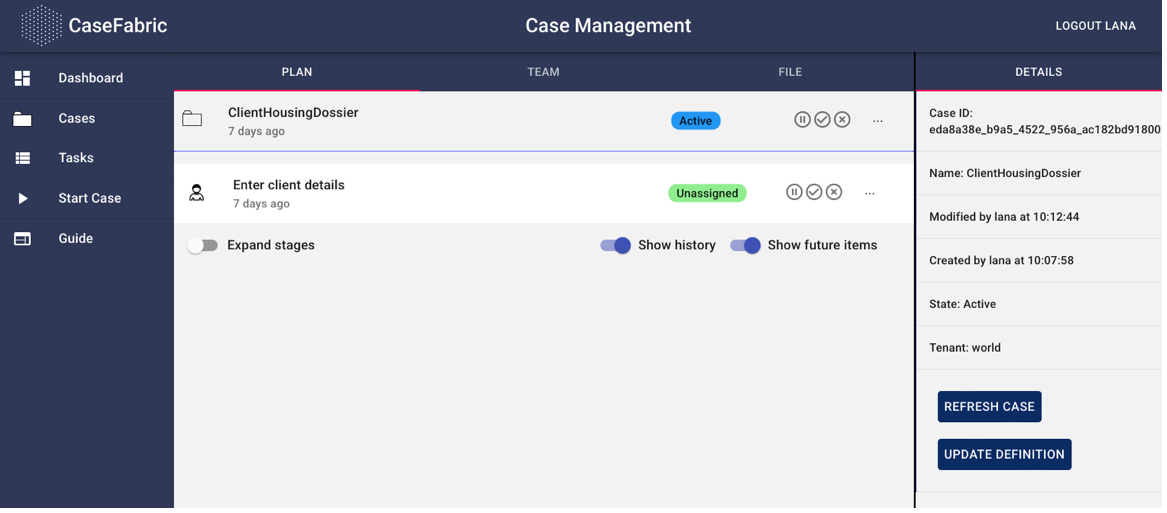 CaseFabric
Case Management
LOGOUT LANA
Dashboard
Cases
Tasks
Start Case
Guide
PLAN
TEAM
FILE
ClientHousingDossier
7 days ago
Active
...
Enter client details
7 days ago
Unassigned
...
Expand stages
Show history
Show future items
DETAILS
Case ID:
eda8a38e_b9a5_4522_956a_ac182bd91800
Name: ClientHousingDossier
Modified by lana at 10:12:44
Created by lana at 10:07:58
State: Active
Tenant: world
REFRESH CASE
UPDATE DEFINITION